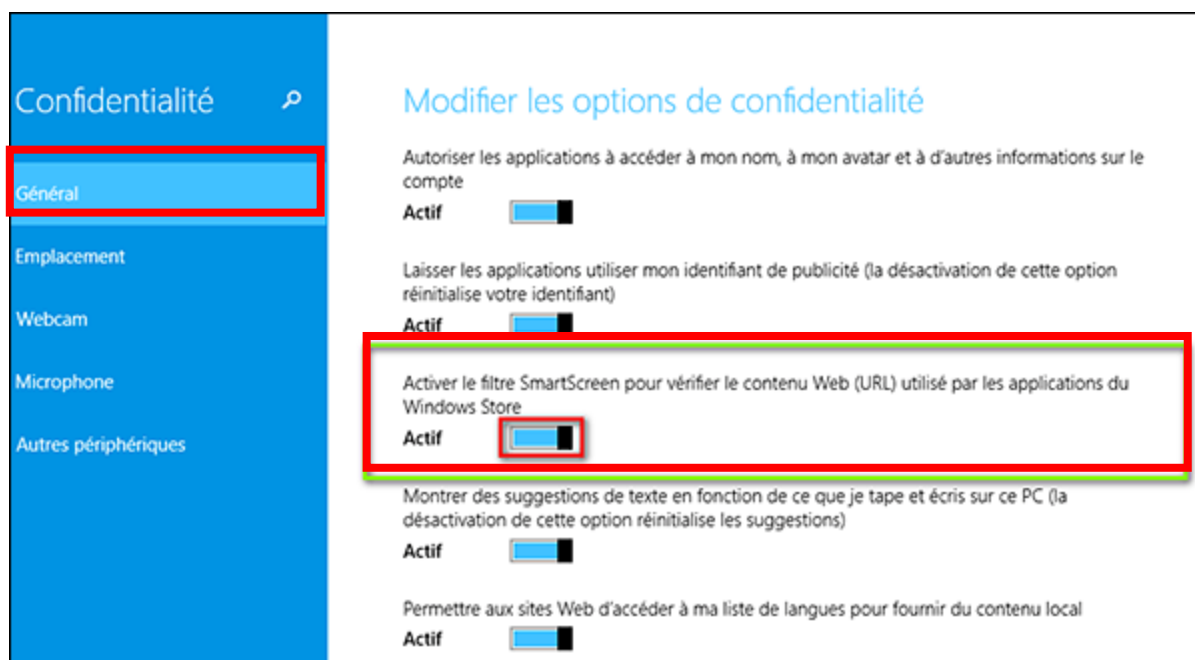 Confidentialité
Général
Emplacement
Webcam
Microphone
Autres périphériques
Modifier les options de confidentialité
Autoriser les applications à accéder à mon nom, à mon avatar et à d'autres informations sur le
compte
Actif
Laisser les applications utiliser mon identifiant de publicité (la désactivation de cette option
réinitialise votre identifiant)
Actif
Activer le filtre SmartScreen pour vérifier le contenu Web (URL) utilisé par les applications du
Windows Store
Actif
Montrer des suggestions de texte en fonction de ce que je tape et écris sur ce PC (la
désactivation de cette option réinitialise les suggestions)
Actif
Permettre aux sites Web d'accéder à ma liste de langues pour fournir du contenu local
Actif